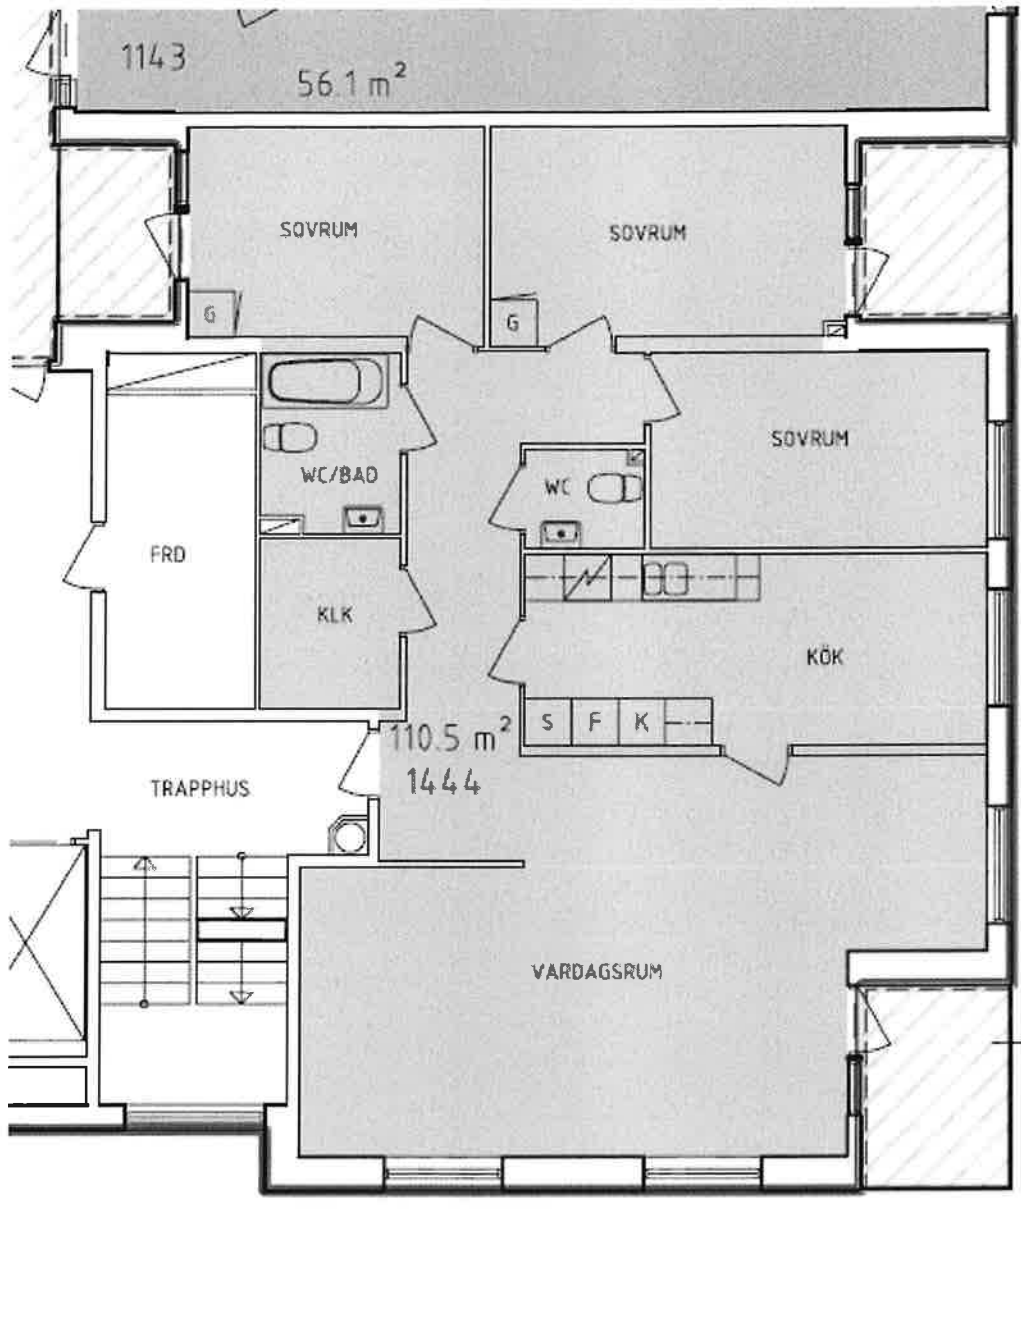 1143
56.1 m²
SOVRUM
SOVRUM
G
G
SOVRUM
WC/BAD
WC
FRD
KLK
KÖK
S F K
110.5 m²
1444
TRAPPHUS
VARDAGSRUM